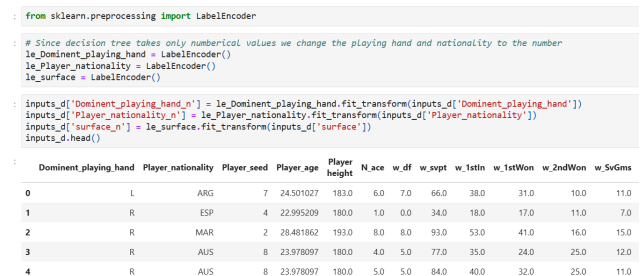 from sklearn.preprocessing import LabelEncoder
# Since decision tree takes only numberical values we change the playing hand and nationality to the number
le_Dominent_playing_hand = LabelEncoder()
le_Player_nationality = LabelEncoder()
le_surface = LabelEncoder()
inputs_d['Dominent_playing_hand_n'] = le_Dominent_playing_hand.fit_transform(inputs_d['Dominent_playing_hand'])
inputs_d['Player_nationality_n'] = le_Player_nationality.fit_transform(inputs_d['Player_nationality'])
inputs_d['surface_n'] = le_surface.fit_transform(inputs_d['surface'])
inputs_d.head()
Dominent_playing_hand Player_nationality Player_seed Player_age Player height N_ace w_df w_svpt w_1stIn w_1stWon w_2ndWon w_SvGms
0 L ARG 7 24.501027 183.0 6.0 7.0 66.0 38.0 31.0 10.0 11.0
1 R ESP 4 22.995209 180.0 1.0 0.0 34.0 18.0 17.0 11.0 7.0
2 R MAR 2 28.481862 193.0 8.0 8.0 93.0 53.0 41.0 16.0 15.0
3 R AUS 8 23.978097 180.0 4.0 5.0 77.0 35.0 24.0 25.0 12.0
4 R AUS 8 23.978097 180.0 5.0 5.0 84.0 40.0 32.0 25.0 11.0